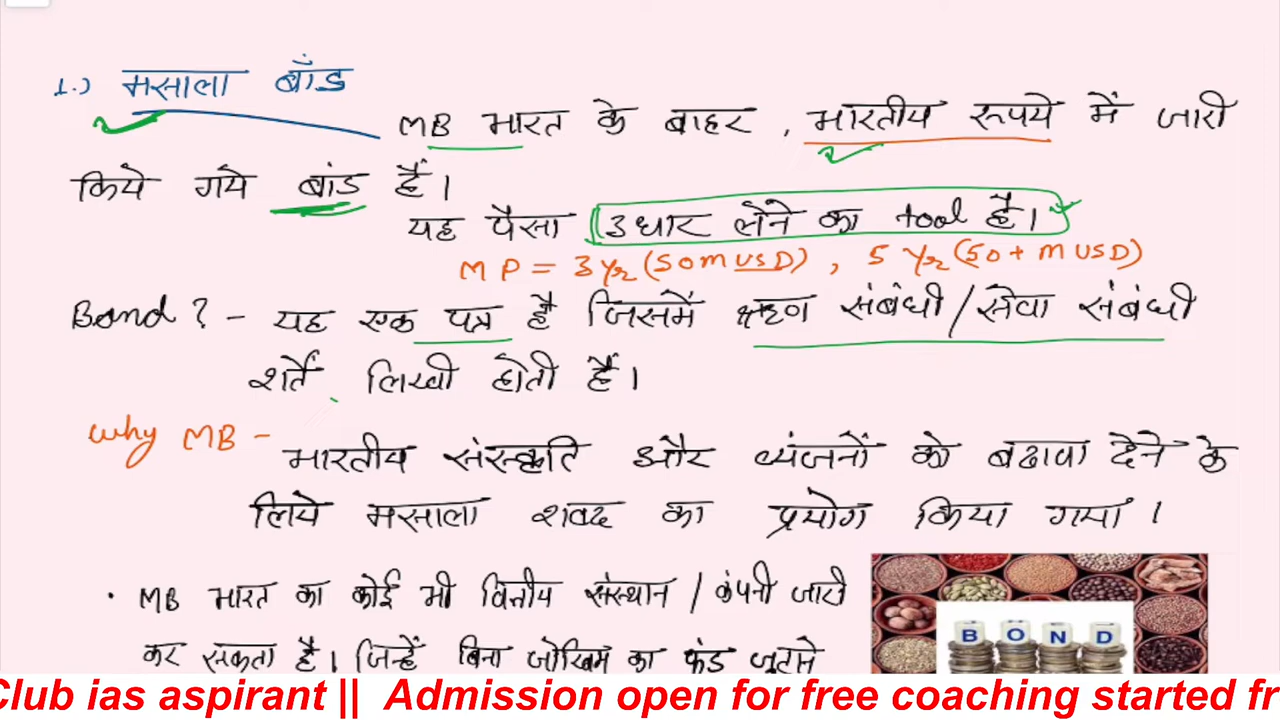 1.) मसाला बाँड
MB भारत के बाहर , भारतीय रूपये में जारी
किये गये बांड हैं।
यह पैसा उधार लेने का tool है।
MP = 3 Yr (50 M USD) , 5 Yr (50 + M USD)
Bond ? - यह एक पत्र है जिसमें ऋण संबंधी / सेवा संबंधी
शर्तें लिखी होती हैं।
Why MB - भारतीय संस्कृति और व्यंजनों को बढावा देने के
लिये मसाला शब्द का प्रयोग किया गया ।
• MB भारत का कोई भी वित्तीय संस्थान / कंपनी जारी
कर सकता है। जिन्हें बिना जोखिम का फंड जुटाने
BOND
Club ias aspirant || Admission open for free coaching started fr